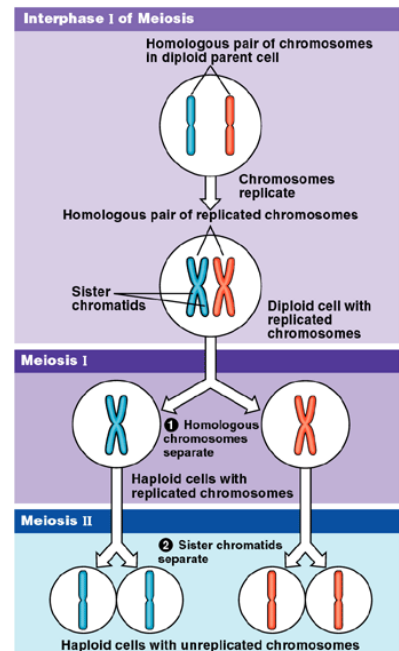 Interphase I of Meiosis
Homologous pair of chromosomes
in diploid parent cell
Chromosomes
replicate
Homologous pair of replicated chromosomes
Sister
chromatids
Diploid cell with
replicated
chromosomes
Meiosis I
1 Homologous
chromosomes
separate
Haploid cells with
replicated chromosomes
Meiosis II
2 Sister chromatids
separate
Haploid cells with unreplicated chromosomes